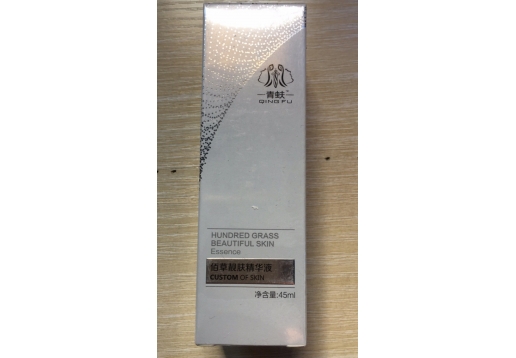 青蚨
QING FU
HUNDRED GRASS
BEAUTIFUL SKIN
Essence
佰草靓肤精华液
CUSTOM OF SKIN
净含量:45ml